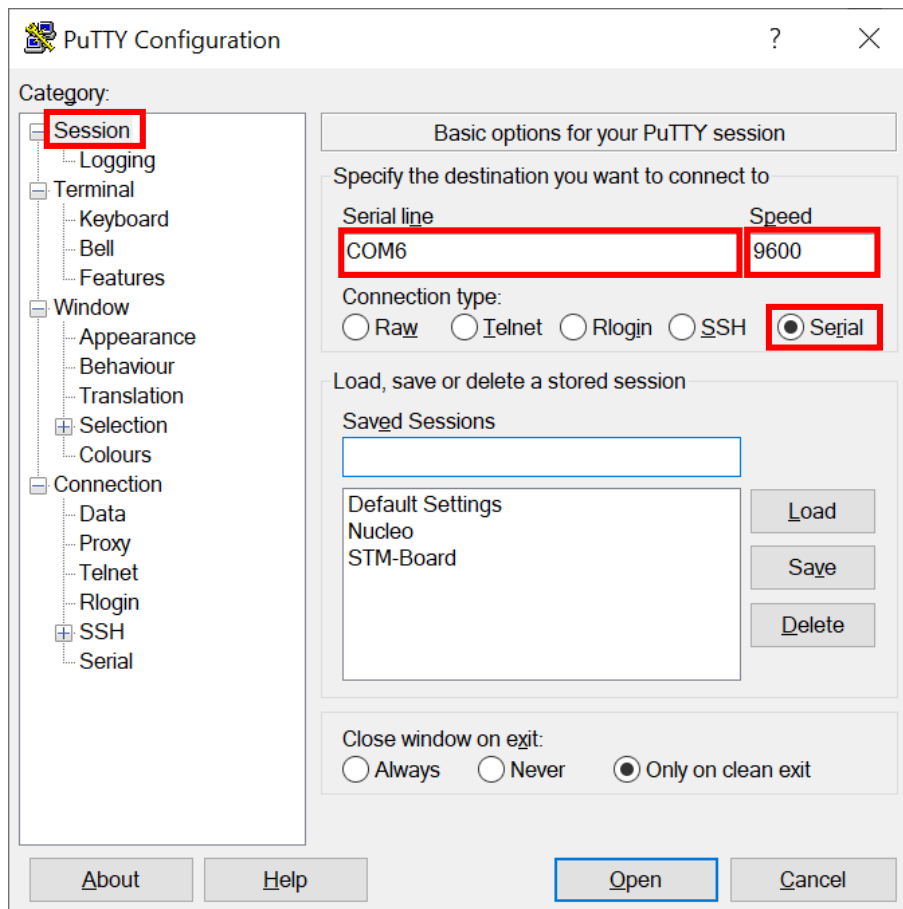 PuTTY Configuration
?
Category:
Session
Logging
Terminal
Keyboard
Bell
Features
Window
Appearance
Behaviour
Translation
Selection
Colours
Connection
Data
Proxy
Telnet
Rlogin
SSH
Serial
Basic options for your PuTTY session
Specify the destination you want to connect to
Serial line Speed
COM6 9600
Connection type:
Raw Telnet Rlogin SSH Serial
Load, save or delete a stored session
Saved Sessions
Default Settings
Nucleo
STM-Board
Load
Save
Delete
Close window on exit:
Always Never Only on clean exit
About Help Open Cancel